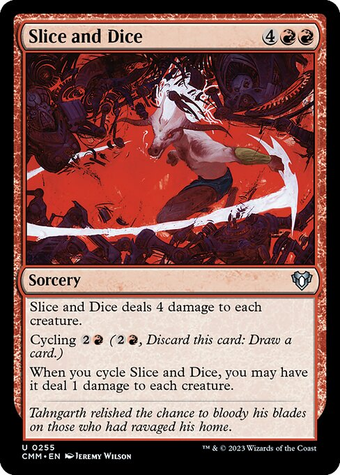 Slice and Dice 4
Sorcery
Slice and Dice deals 4 damage to each
creature.
Cycling 2 (2, Discard this card: Draw a
card.)
When you cycle Slice and Dice, you may have
it deal 1 damage to each creature.
Tahngarth relished the chance to bloody his blades
on those who had ravaged his home.
U 0255
CMM • EN Jeremy Wilson
™ & © 2023 Wizards of the Coast